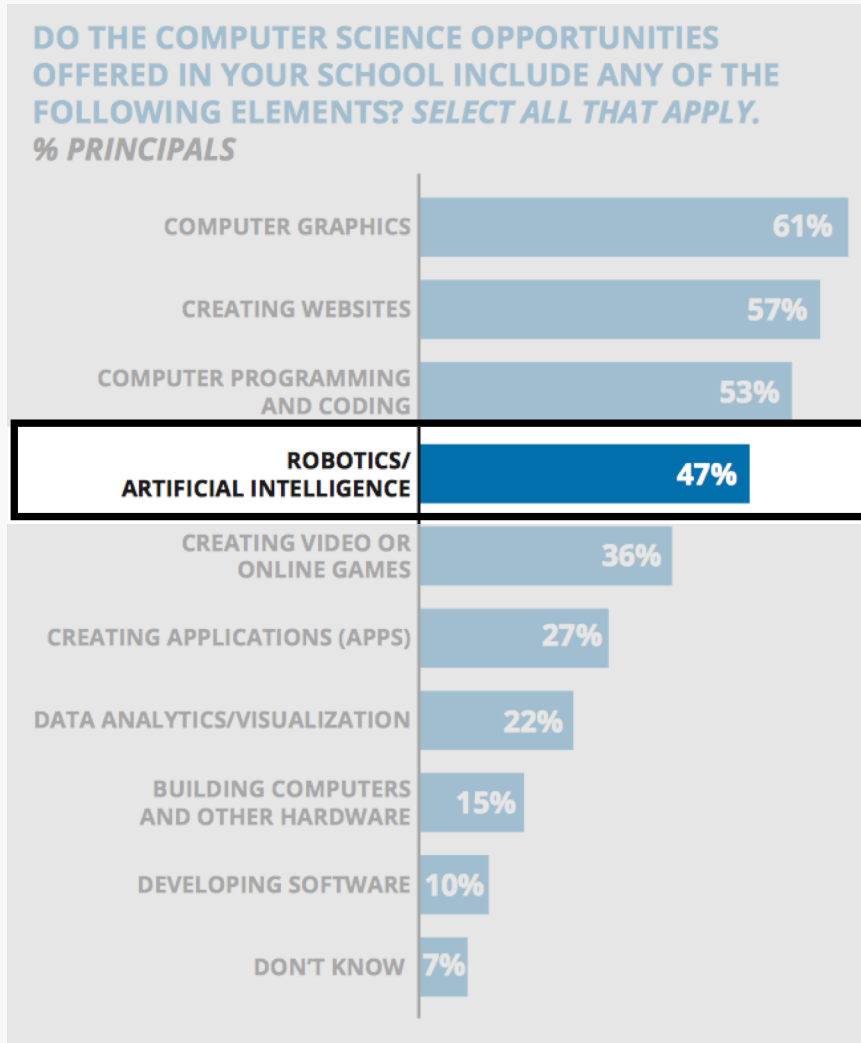 DO THE COMPUTER SCIENCE OPPORTUNITIES
OFFERED IN YOUR SCHOOL INCLUDE ANY OF THE
FOLLOWING ELEMENTS? SELECT ALL THAT APPLY.
% PRINCIPALS
COMPUTER GRAPHICS 61%
CREATING WEBSITES 57%
COMPUTER PROGRAMMING
AND CODING 53%
ROBOTICS/
ARTIFICIAL INTELLIGENCE 47%
CREATING VIDEO OR
ONLINE GAMES 36%
CREATING APPLICATIONS (APPS) 27%
DATA ANALYTICS/VISUALIZATION 22%
BUILDING COMPUTERS
AND OTHER HARDWARE 15%
DEVELOPING SOFTWARE 10%
DON'T KNOW 7%